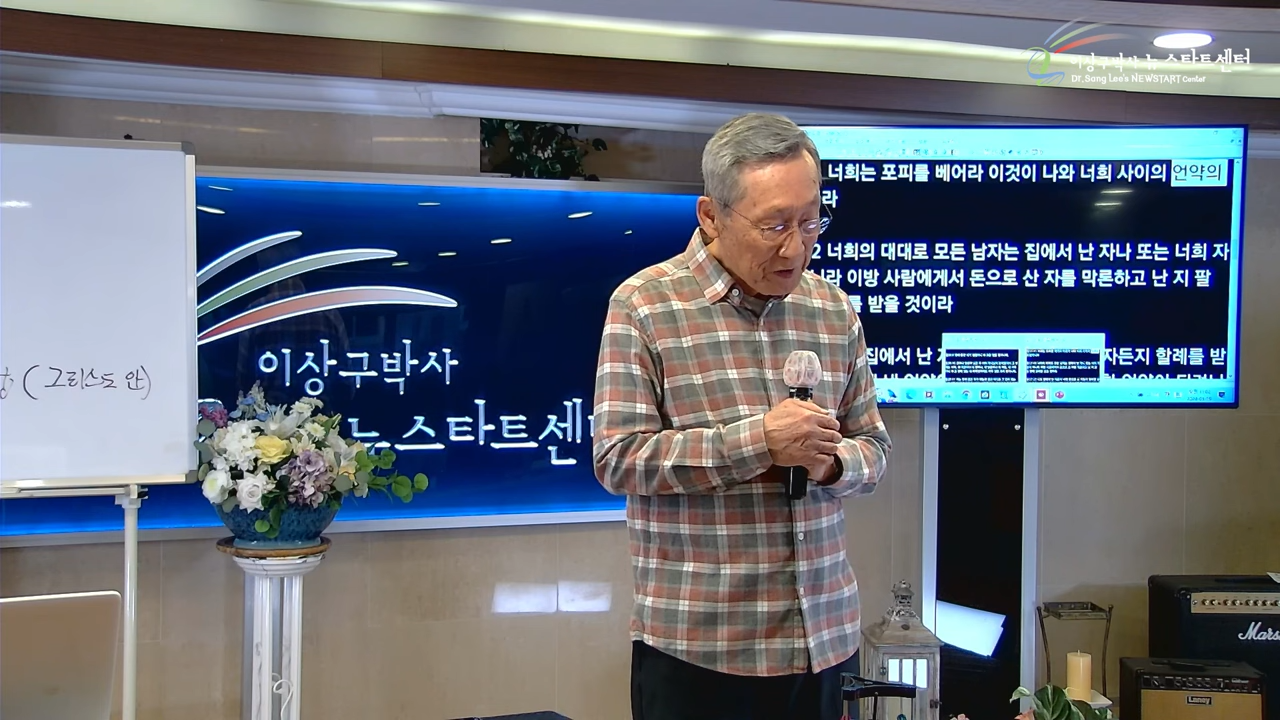 이상구박사 뉴스타트센터
Dr. Sang Lee's NEWSTART Center
너희는 포피를 베어라 이것이 나와 너희 사이의 언약의
라
2 너희의 대대로 모든 남자는 집에서 난 자나 또는 너희 자
이방 사람에게서 돈으로 산 자를 막론하고 난 지 팔
를 받을 것이라
집에서 난
자든지 할례를 받
(그리스도 안)
이상구박사
뉴스타트센
Laney